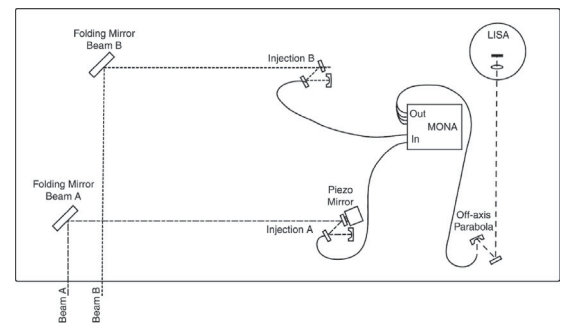 Folding Mirror
Beam B
Injection B
LISA
Out
MONA
In
Folding Mirror
Beam A
Piezo
Mirror
Injection A
Off-axis
Parabola
Beam A
Beam B